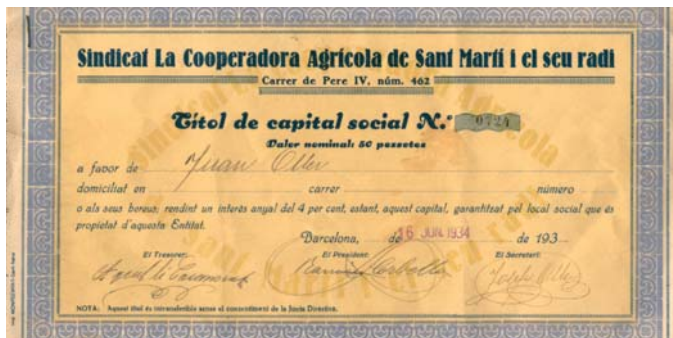 Sindicat La Cooperadora Agrícola de Sant Martí i el seu radi
Carrer de Pere IV, núm. 462
Títol de capital social N.º 0724
Valor nominal: 50 pessetes
a favor de Juan Oller
domiciliat en carrer número
o als seus hereus; rendint un interès anyal del 4 per cent, estant, aquest capital, garantitzat pel local social que és
propietat d'aquesta Entitat.
Barcelona, de 16 JUN. 1934 de 193
El Tresorer: El President: El Secretari:
NOTA: Aquest títol és intransferible sense el consentiment de la Junta Directiva.